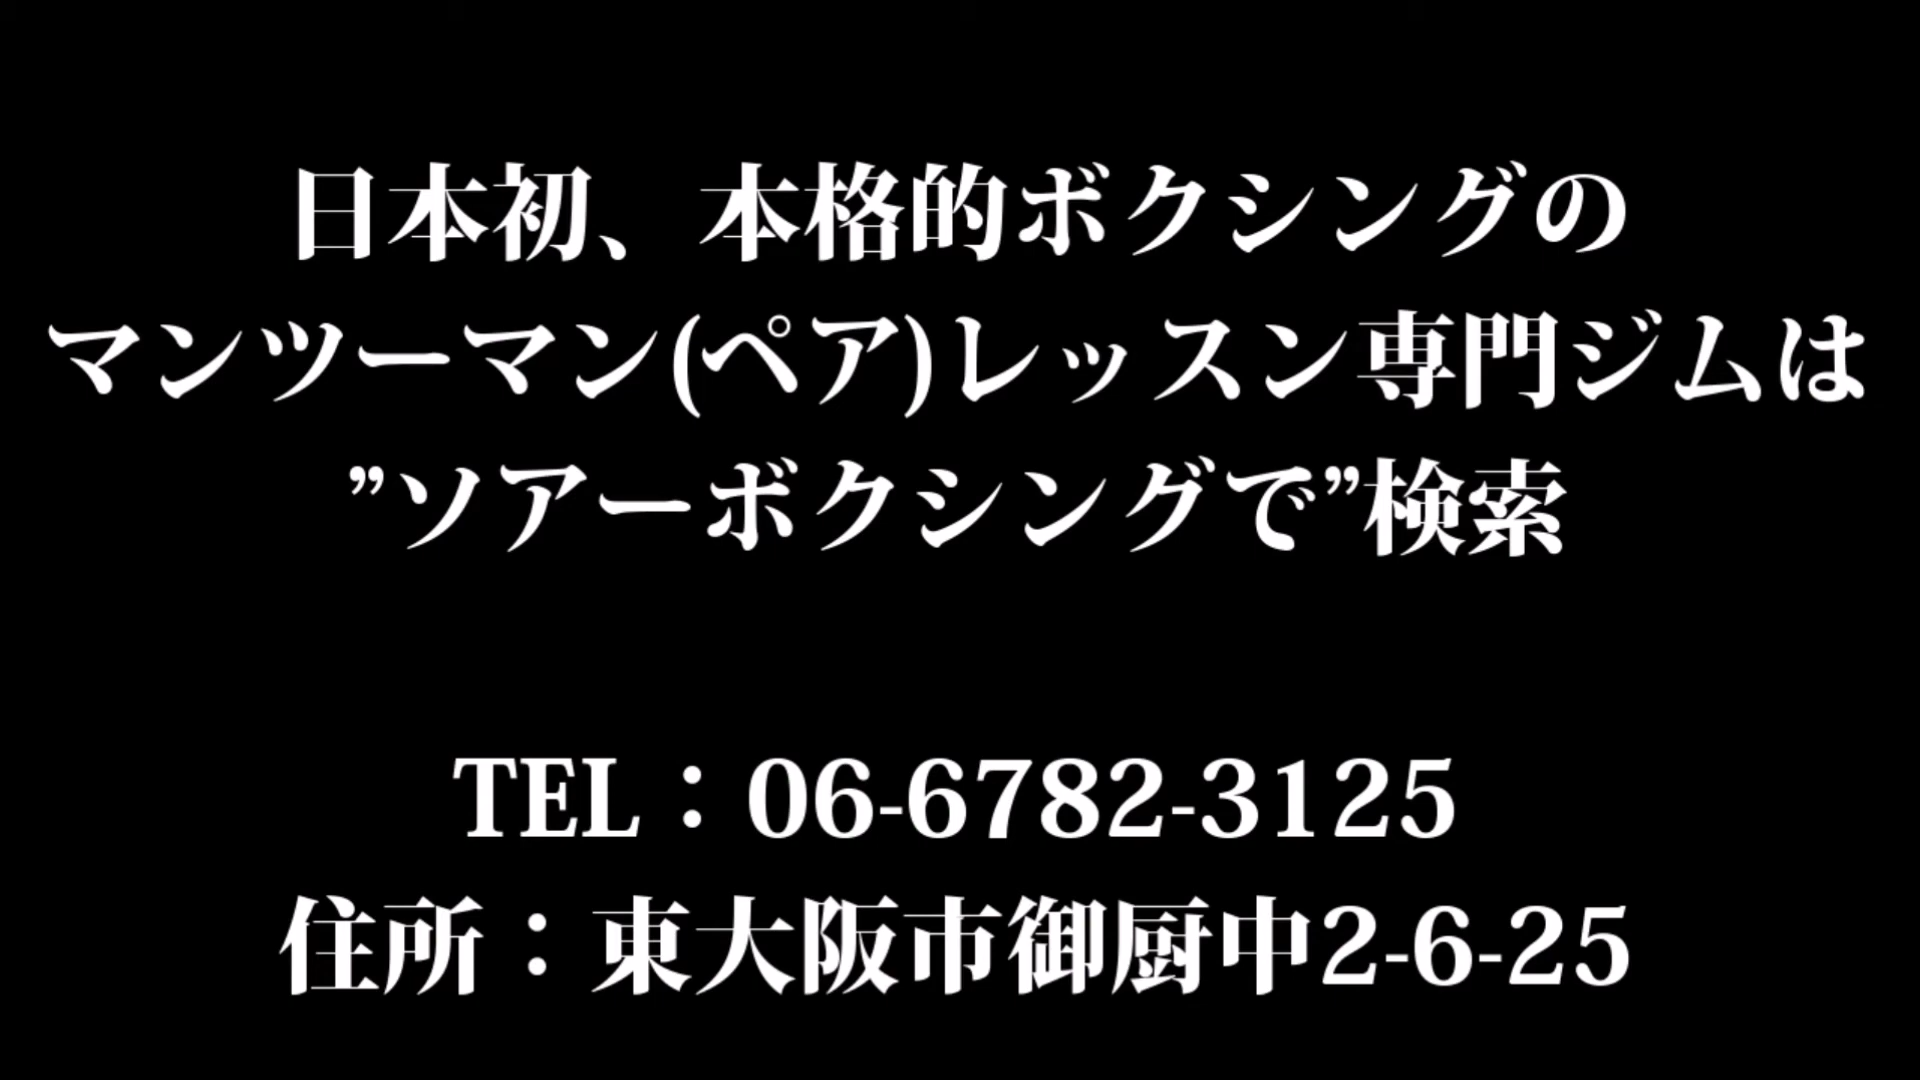 日本初、本格的ボクシングの
マンツーマン(ペア)レッスン専門ジムは
”ソアーボクシングで”検索
TEL：06-6782-3125
住所：東大阪市御厨中2-6-25